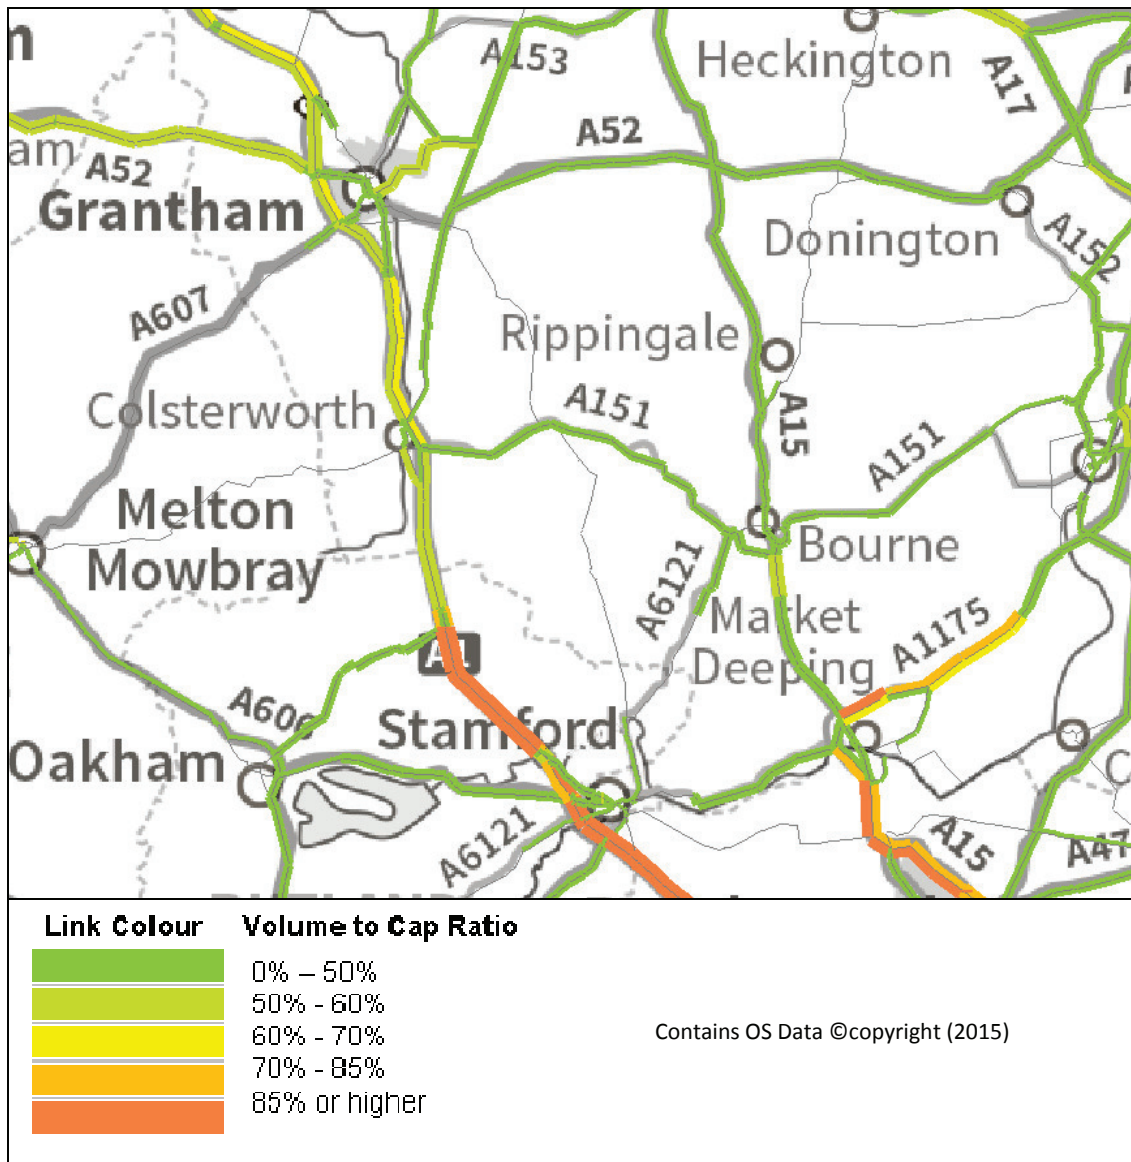 m
A153
Heckington
A17
A52
am
A52
Grantham
Donington
A152
A607
Rippingale
Colsterworth
A151
A15
A151
Melton
Mowbray
Bourne
A6121
Market
Deeping
A1175
A1
A606
Stamford
Oakham
C
A6121
A15
A47
Link Colour Volume to Cap Ratio
0% – 50%
50% - 60%
60% - 70%
70% - 85%
85% or higher
Contains OS Data ©copyright (2015)